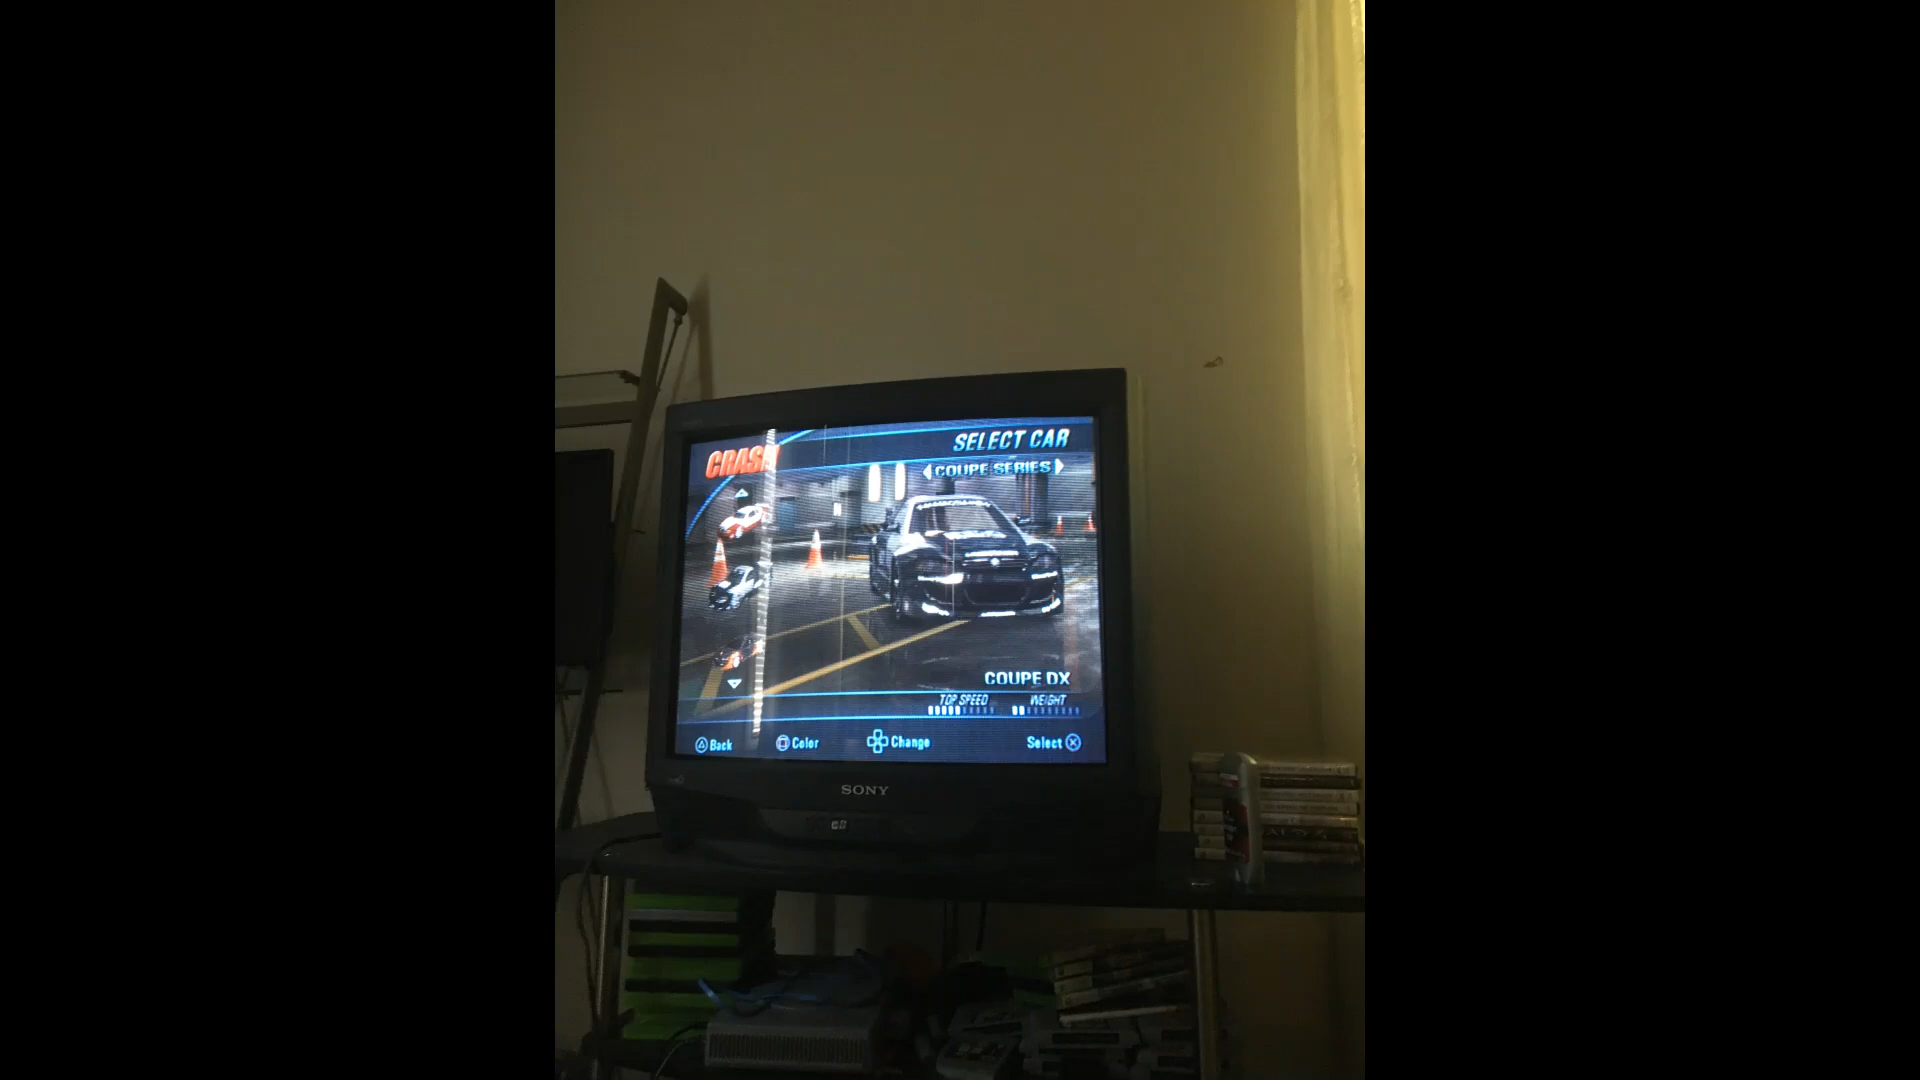 SELECT CAR
CRASH
COUPE SERIES
COUPE DX
TOP SPEED
WEIGHT
Back
Color
Change
Select
SONY